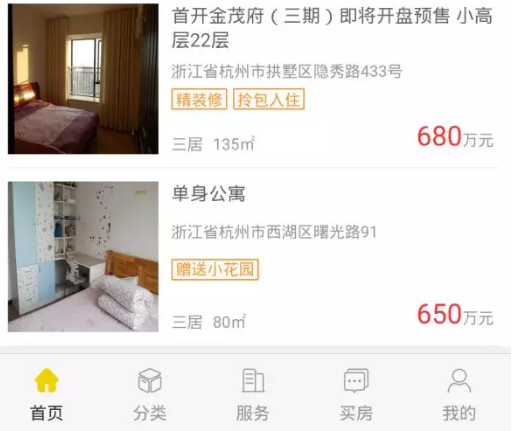 首开金茂府（三期）即将开盘预售 小高
层22层
浙江省杭州市拱墅区隐秀路433号
精装修 拎包入住
三居 135㎡ 680万元
单身公寓
浙江省杭州市西湖区曙光路91
赠送小花园
三居 80㎡ 650万元
首页 分类 服务 买房 我的